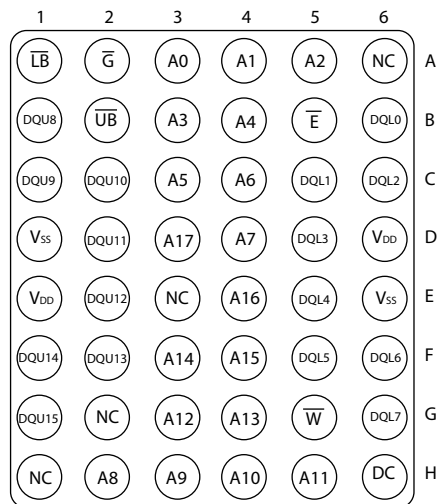 1 2 3 4 5 6
L̅B̅ G̅ A0 A1 A2 NC A
DQU8 U̅B̅ A3 A4 E̅ DQL0 B
DQU9 DQU10 A5 A6 DQL1 DQL2 C
VSS DQU11 A17 A7 DQL3 VDD D
VDD DQU12 NC A16 DQL4 VSS E
DQU14 DQU13 A14 A15 DQL5 DQL6 F
DQU15 NC A12 A13 W̅ DQL7 G
NC A8 A9 A10 A11 DC H